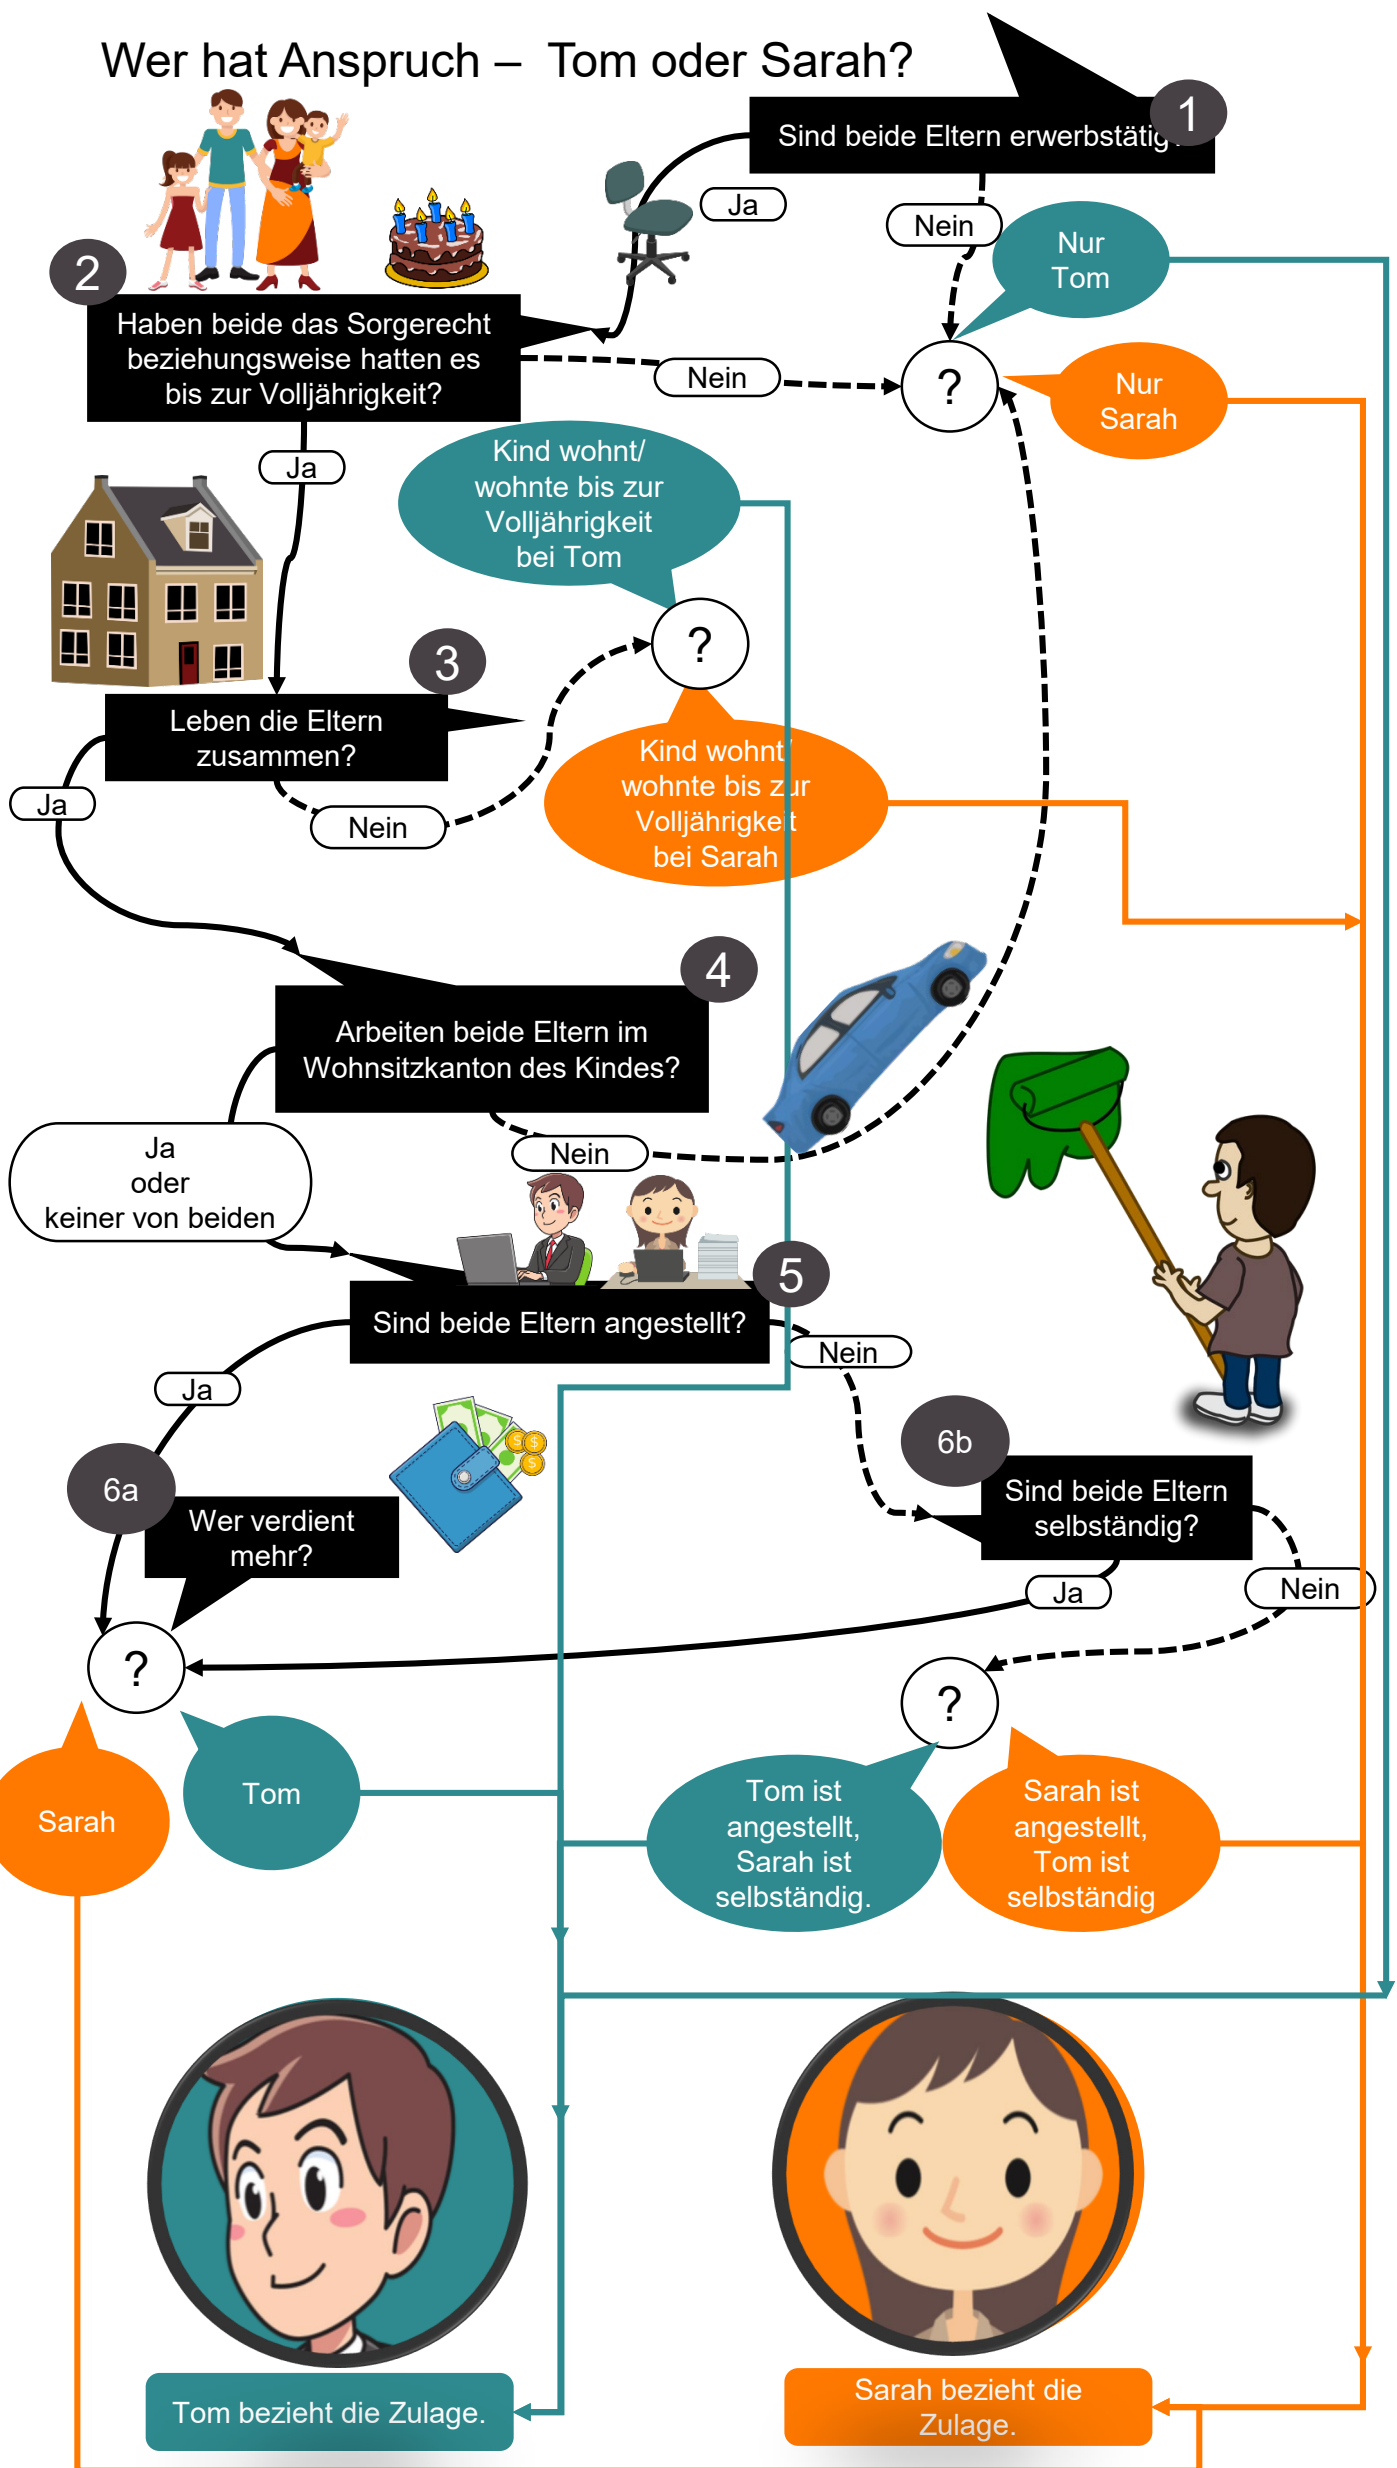 Wer hat Anspruch – Tom oder Sarah?
1
Sind beide Eltern erwerbstätig
Ja
Nein
Nur
Tom
2
Haben beide das Sorgerecht
beziehungsweise hatten es
bis zur Volljährigkeit?
Nein
?
Nur
Sarah
Ja
Kind wohnt/
wohnte bis zur
Volljährigkeit
bei Tom
?
3
Leben die Eltern
zusammen?
Kind wohnt/
wohnte bis zur
Volljährigkeit
bei Sarah
Ja
Nein
4
Arbeiten beide Eltern im
Wohnsitzkanton des Kindes?
Ja
oder
keiner von beiden
Nein
5
Sind beide Eltern angestellt?
Nein
Ja
6b
6a
Sind beide Eltern
selbständig?
Wer verdient
mehr?
Ja
Nein
?
?
Sarah
Tom
Tom ist
angestellt,
Sarah ist
selbständig.
Sarah ist
angestellt,
Tom ist
selbständig
Tom bezieht die Zulage.
Sarah bezieht die
Zulage.